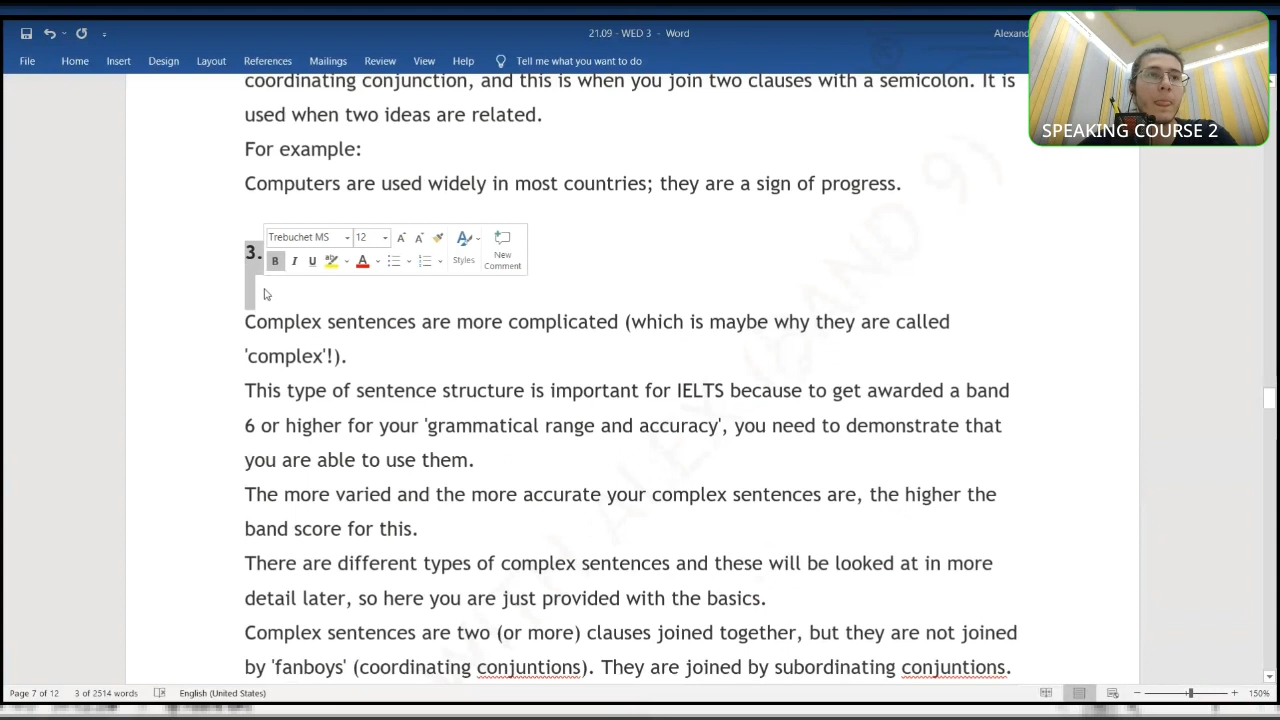 21.09 - WED 3 - Word
File Home Insert Design Layout References Mailings Review View Help Tell me what you want to do
SPEAKING COURSE 2
coordinating conjunction, and this is when you join two clauses with a semicolon. It is
used when two ideas are related.
For example:
Computers are used widely in most countries; they are a sign of progress.
3.
Trebuchet MS 12
B I U Styles New
Comment
Complex sentences are more complicated (which is maybe why they are called
'complex'!).
This type of sentence structure is important for IELTS because to get awarded a band
6 or higher for your 'grammatical range and accuracy', you need to demonstrate that
you are able to use them.
The more varied and the more accurate your complex sentences are, the higher the
band score for this.
There are different types of complex sentences and these will be looked at in more
detail later, so here you are just provided with the basics.
Complex sentences are two (or more) clauses joined together, but they are not joined
by 'fanboys' (coordinating conjuntions). They are joined by subordinating conjuntions.
Page 7 of 12 3 of 2514 words English (United States) 150%